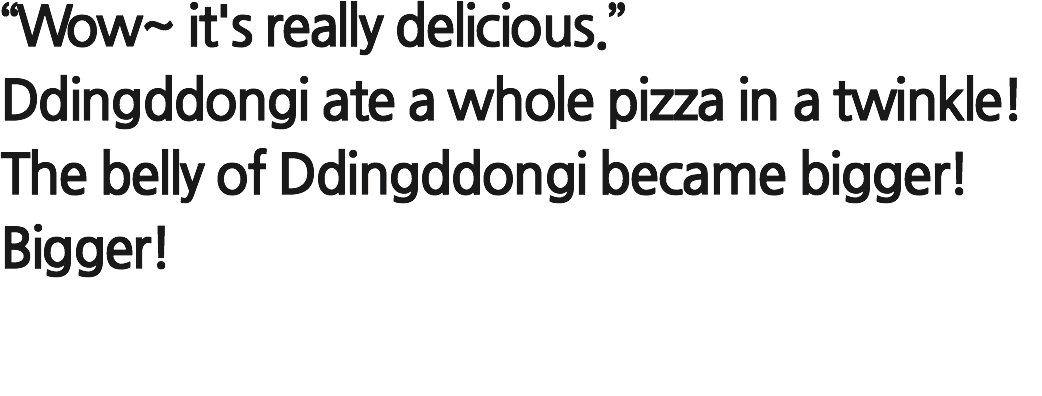 “Wow~ it's really delicious.”
Ddingddongi ate a whole pizza in a twinkle!
The belly of Ddingddongi became bigger!
Bigger!